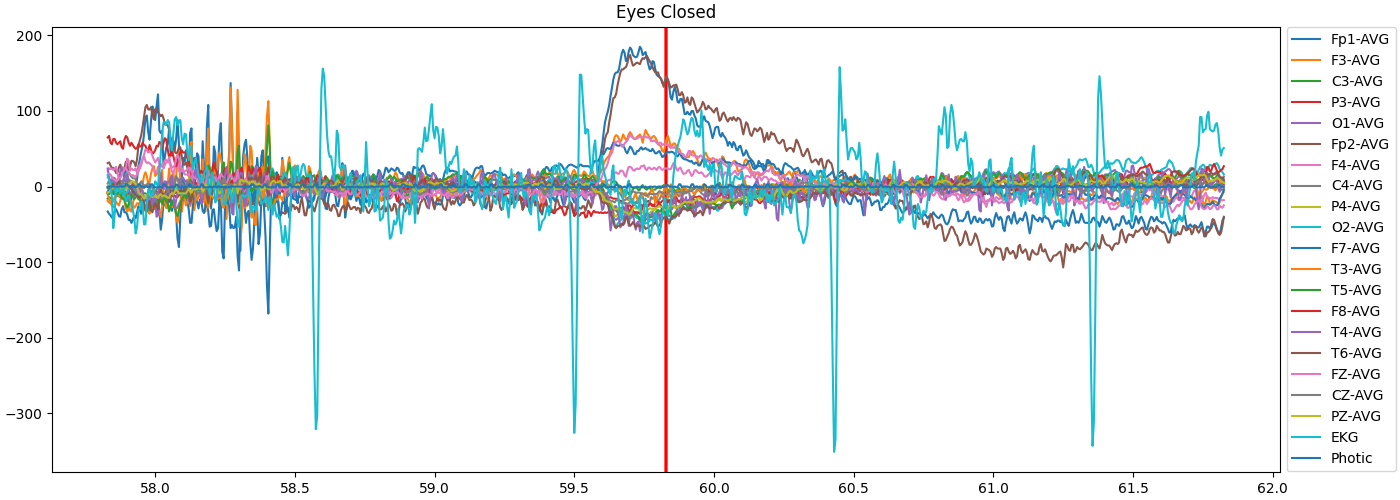 Eyes Closed
200
100
0
−100
−200
−300
58.0 58.5 59.0 59.5 60.0 60.5 61.0 61.5 62.0
Fp1-AVG
F3-AVG
C3-AVG
P3-AVG
O1-AVG
Fp2-AVG
F4-AVG
C4-AVG
P4-AVG
O2-AVG
F7-AVG
T3-AVG
T5-AVG
F8-AVG
T4-AVG
T6-AVG
FZ-AVG
CZ-AVG
PZ-AVG
EKG
Photic